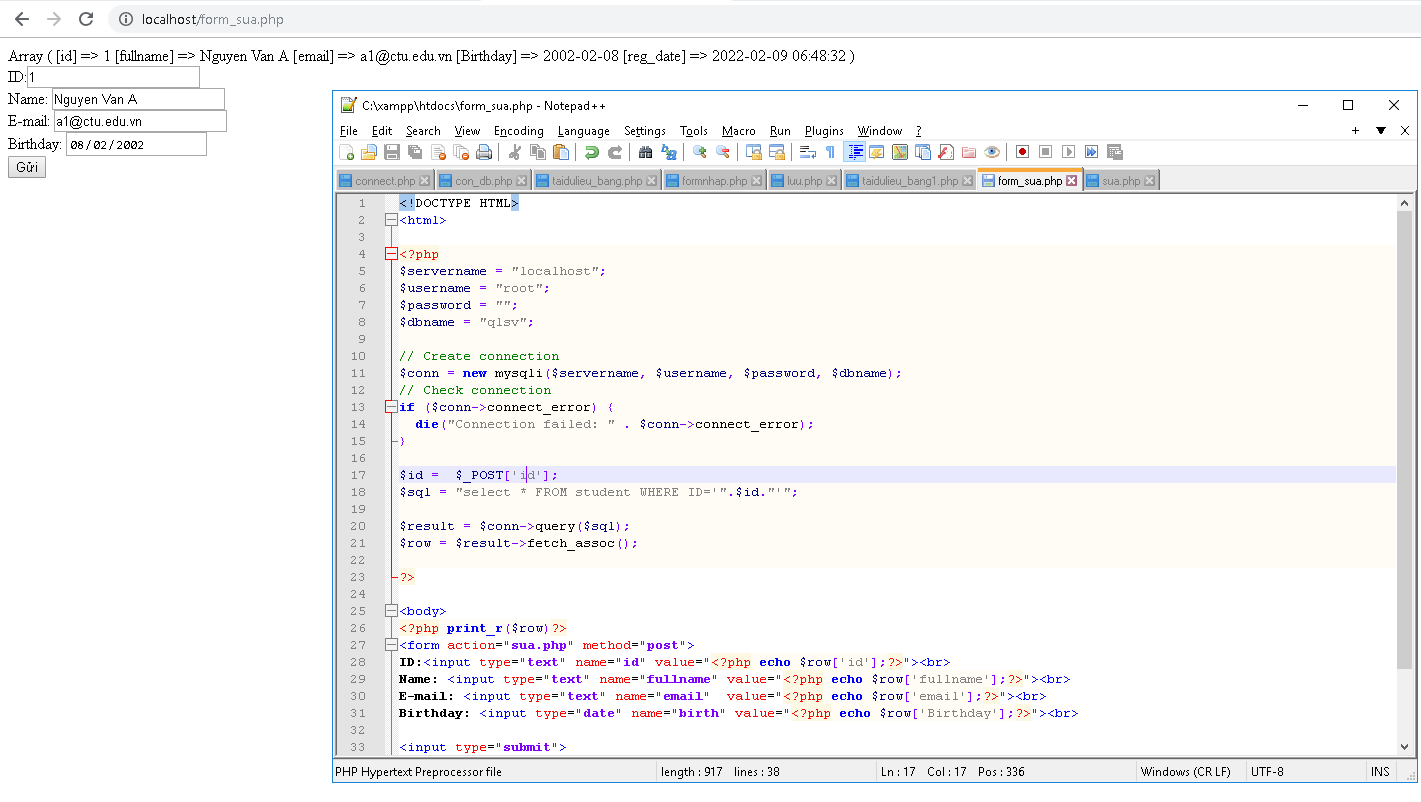 localhost/form_sua.php
Array ( [id] => 1 [fullname] => Nguyen Van A [email] => a1@ctu.edu.vn [Birthday] => 2002-02-08 [reg_date] => 2022-02-09 06:48:32 )
ID: 1
Name: Nguyen Van A
E-mail: a1@ctu.edu.vn
Birthday: 08/02/2002
Gửi
C:\xampp\htdocs\form_sua.php - Notepad++
File Edit Search View Encoding Language Settings Tools Macro Run Plugins Window ? + ▼ X
connect.php con_db.php taidulieu_bang.php formnhap.php luu.php taidulieu_bang1.php form_sua.php sua.php
1 <!DOCTYPE HTML>
2 <html>
3
4 <?php
5 $servername = "localhost";
6 $username = "root";
7 $password = "";
8 $dbname = "qlsv";
9
10 // Create connection
11 $conn = new mysqli($servername, $username, $password, $dbname);
12 // Check connection
13 if ($conn->connect_error) {
14 die("Connection failed: " . $conn->connect_error);
15 }
16
17 $id =  $_POST['id'];
18 $sql = "select * FROM student WHERE ID='".$id."'";
19
20 $result = $conn->query($sql);
21 $row = $result->fetch_assoc();
22
23 ?>
24
25 <body>
26 <?php print_r($row)?>
27 <form action="sua.php" method="post">
28 ID:<input type="text" name="id" value="<?php echo $row['id'];?>"><br>
29 Name: <input type="text" name="fullname" value="<?php echo $row['fullname'];?>"><br>
30 E-mail: <input type="text" name="email"  value="<?php echo $row['email'];?>"><br>
31 Birthday: <input type="date" name="birth" value="<?php echo $row['Birthday'];?>"><br>
32
33 <input type="submit">
PHP Hypertext Preprocessor file length : 917 lines : 38 Ln : 17 Col : 17 Pos : 336 Windows (CR LF) UTF-8 INS